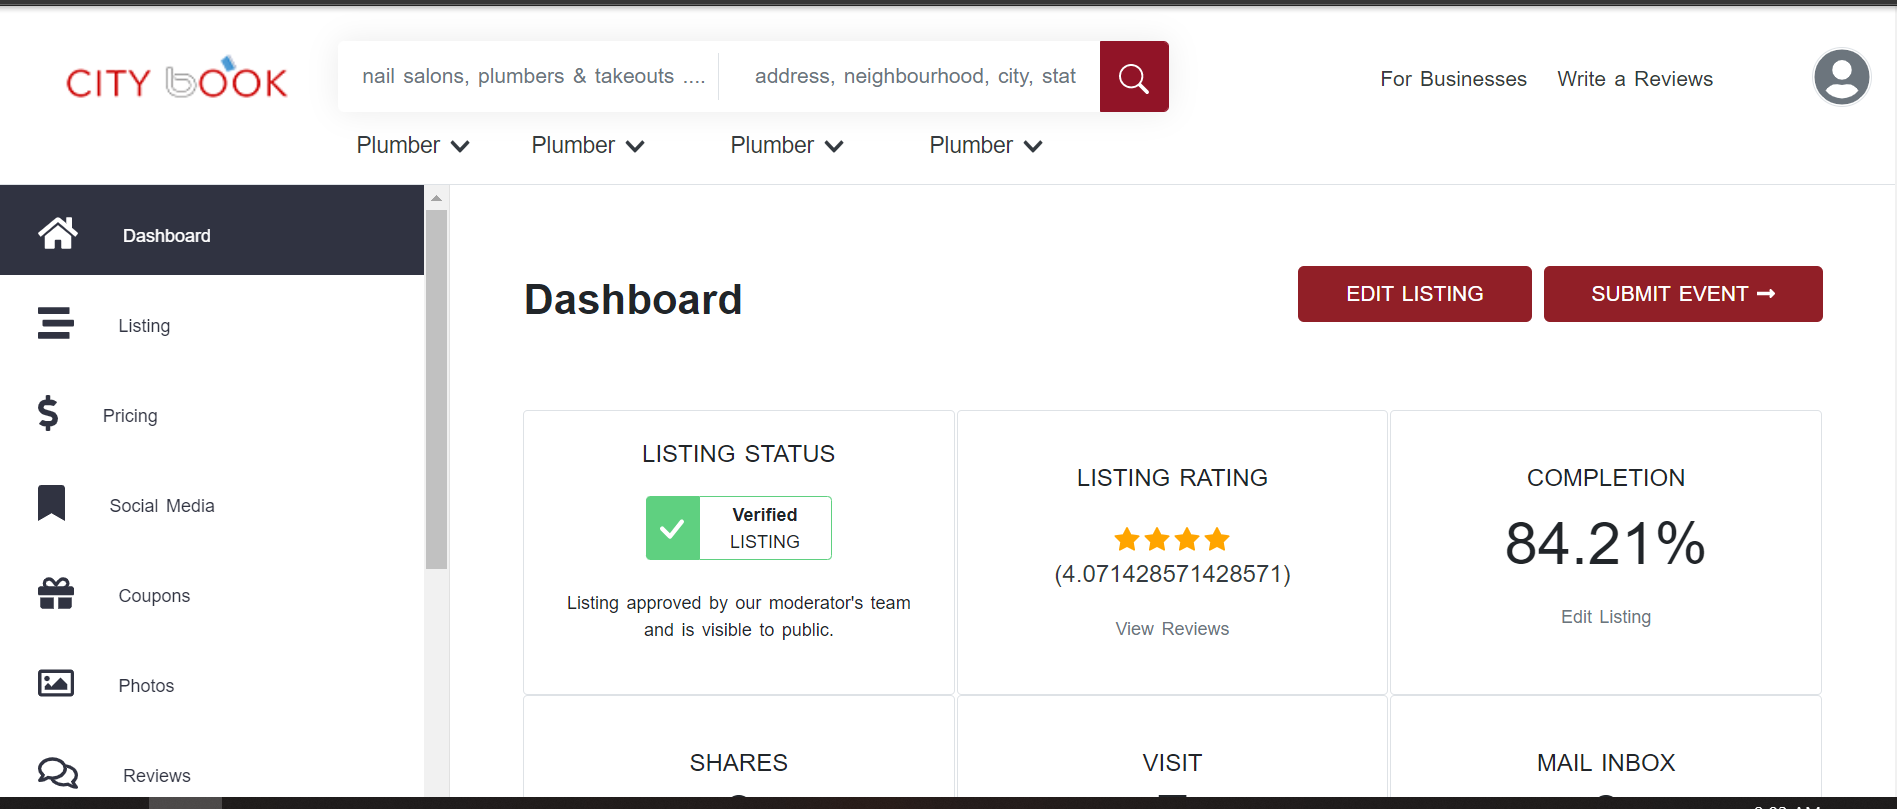 CITY bOOK
nail salons, plumbers & takeouts ....
address, neighbourhood, city, stat
For Businesses
Write a Reviews
Plumber
Plumber
Plumber
Plumber
Dashboard
Listing
Pricing
Social Media
Coupons
Photos
Reviews
Dashboard
EDIT LISTING
SUBMIT EVENT
LISTING STATUS
Verified
LISTING
Listing approved by our moderator's team
and is visible to public.
LISTING RATING
(4.071428571428571)
View Reviews
COMPLETION
84.21%
Edit Listing
SHARES
VISIT
MAIL INBOX